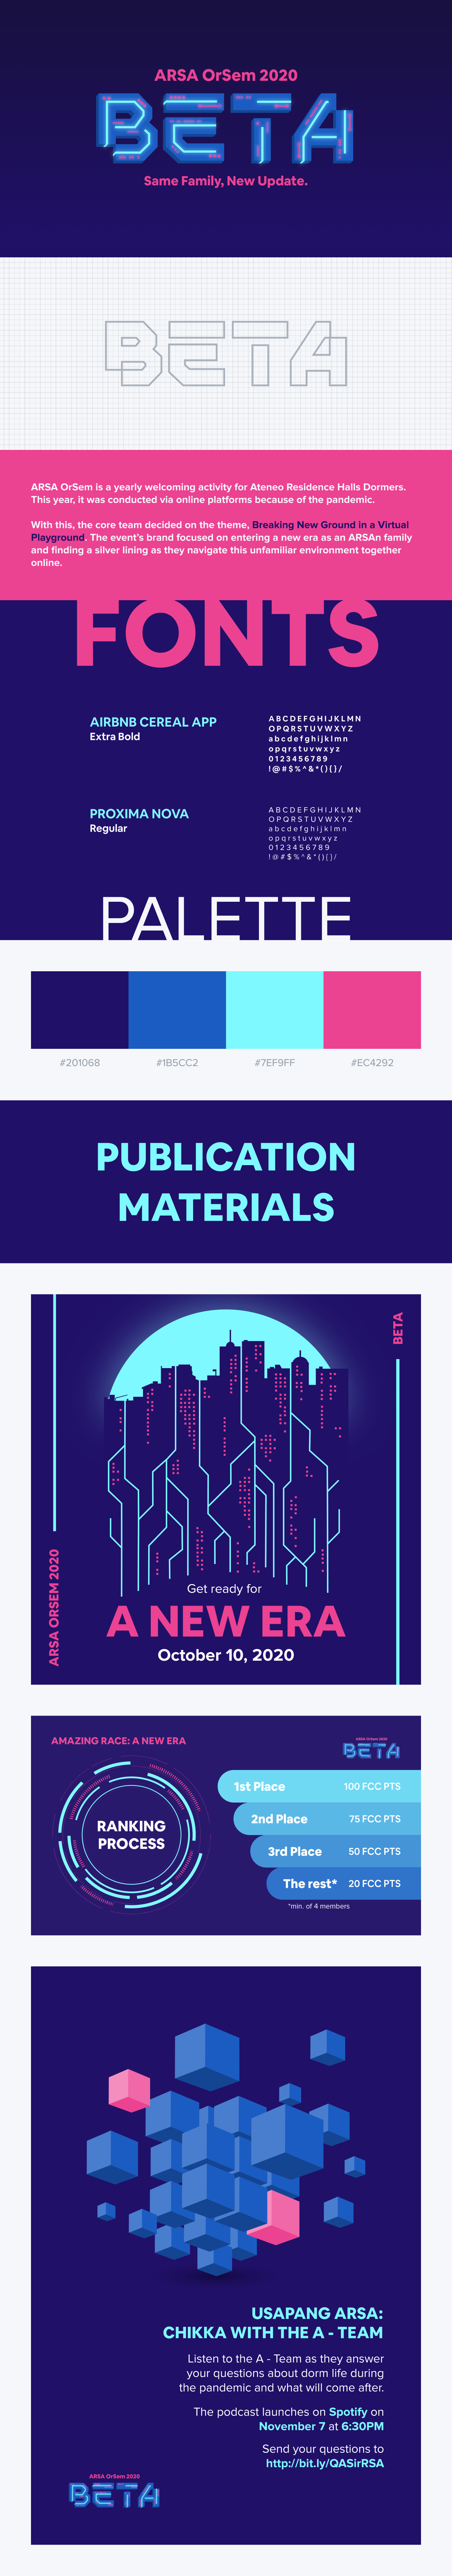 ARSA OrSem 2020
BETA
Same Family, New Update.
BETA
ARSA OrSem is a yearly welcoming activity for Ateneo Residence Halls Dormers.
This year, it was conducted via online platforms because of the pandemic.
With this, the core team decided on the theme, Breaking New Ground in a Virtual
Playground. The event's brand focused on entering a new era as an ARSAn family
and finding a silver lining as they navigate this unfamiliar environment together
online.
FONTS
AIRBNB CEREAL APP
Extra Bold
ABCDEFGHIJKLMN
OPQRSTUVWXYZ
abcdefghijklmn
opqrstuvwxyz
0123456789
!@#$%^&*(){}/
PROXIMA NOVA
Regular
ABCDEFGHIJKLMN
OPQRSTUVWXYZ
abcdefghijklmn
opqrstuvwxyz
0123456789
!@#$%^&*(){}/
PALETTE
#201068
#1B5CC2
#7EF9FF
#EC4292
PUBLICATION
MATERIALS
BETA
ARSA ORSEM 2020
Get ready for
A NEW ERA
October 10, 2020
AMAZING RACE: A NEW ERA
ARSA OrSem 2020
BETA
RANKING
PROCESS
1st Place 100 FCC PTS
2nd Place 75 FCC PTS
3rd Place 50 FCC PTS
The rest* 20 FCC PTS
*min. of 4 members
USAPANG ARSA:
CHIKKA WITH THE A - TEAM
Listen to the A - Team as they answer
your questions about dorm life during
the pandemic and what will come after.
The podcast launches on Spotify on
November 7 at 6:30PM
Send your questions to
http://bit.ly/QASirRSA
ARSA OrSem 2020
BETA